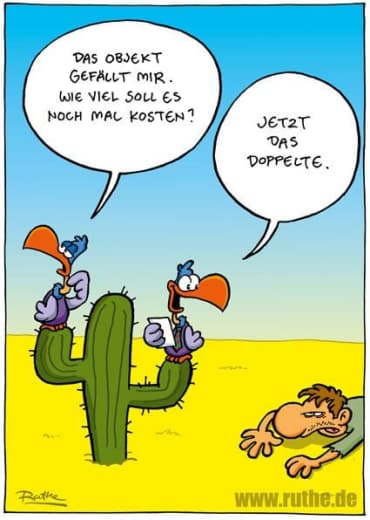 DAS OBJEKT
GEFÄLLT MIR.
WIE VIEL SOLL ES
NOCH MAL KOSTEN?
JETZT
DAS
DOPPELTE.
Ruthe
www.ruthe.de